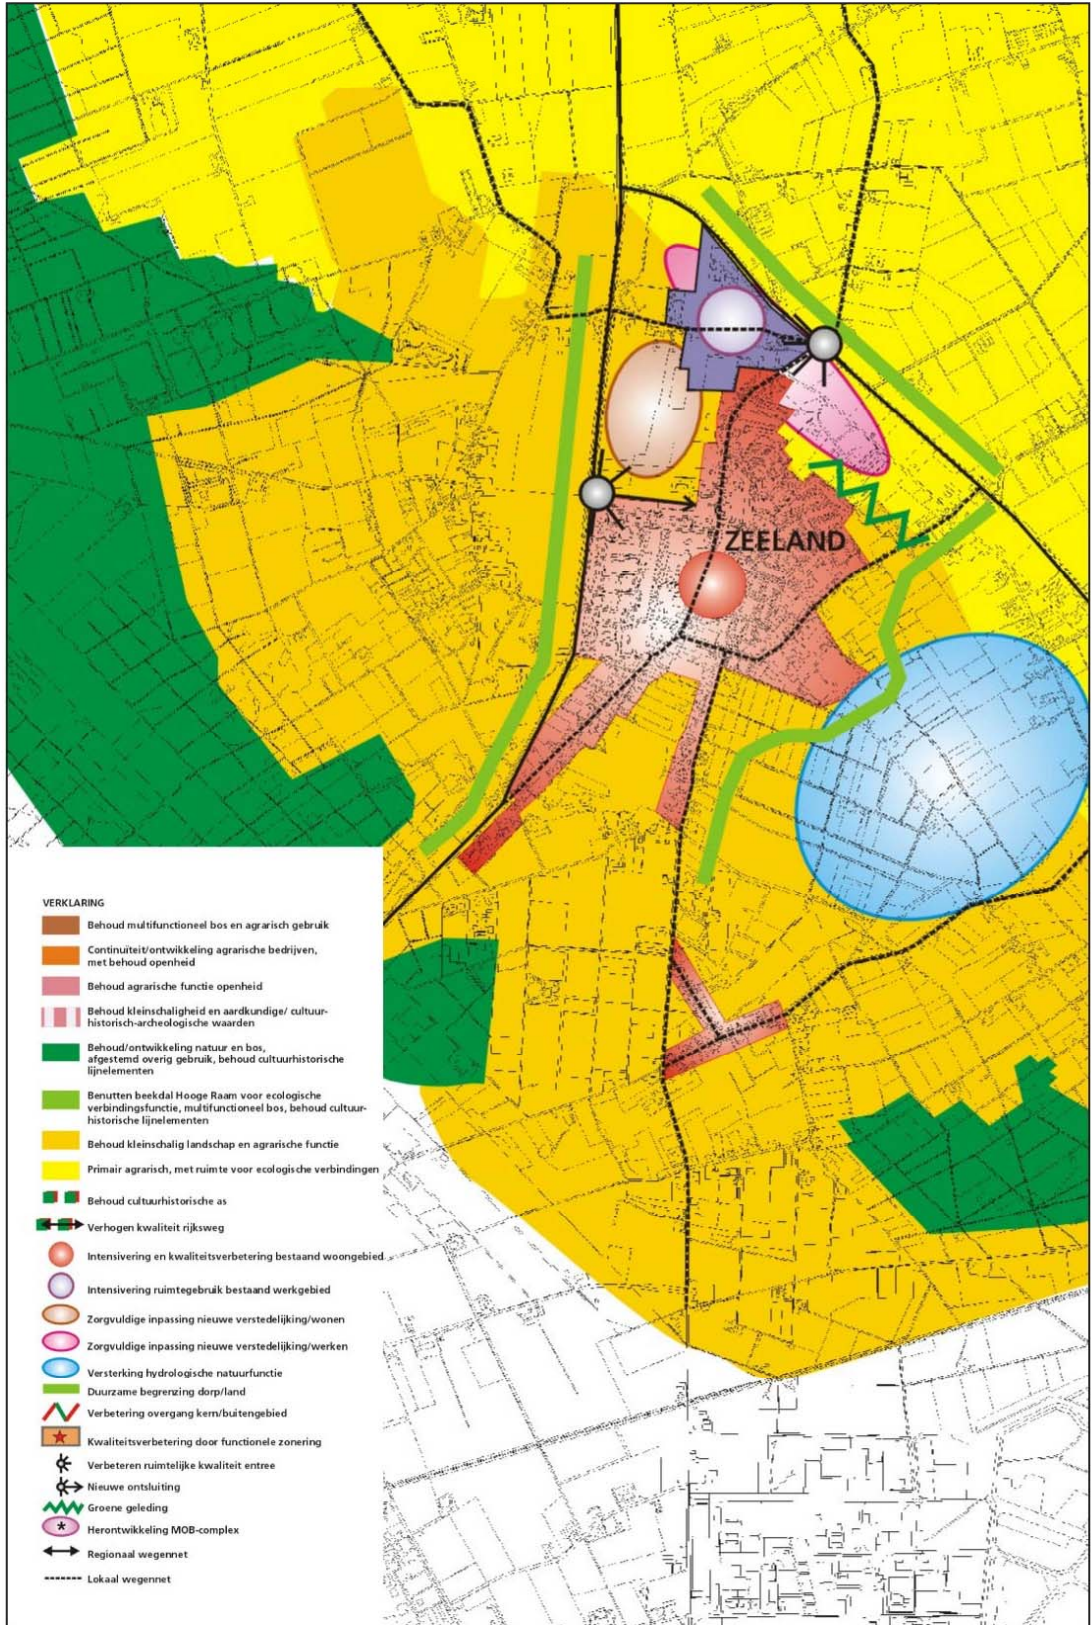 ZEELAND
VERKLARING
Behoud multifunctioneel bos en agrarisch gebruik
Continuïteit/ontwikkeling agrarische bedrijven,
met behoud openheid
Behoud agrarische functie openheid
Behoud kleinschaligheid en aardkundige/ cultuur-
historisch-archeologische waarden
Behoud/ontwikkeling natuur en bos,
afgestemd overig gebruik, behoud cultuurhistorische
lijnelementen
Benutten beekdal Hooge Raam voor ecologische
verbindingsfunctie, multifunctioneel bos, behoud cultuur-
historische lijnelementen
Behoud kleinschalig landschap en agrarische functie
Primair agrarisch, met ruimte voor ecologische verbindingen
Behoud cultuurhistorische as
Verhogen kwaliteit rijksweg
Intensivering en kwaliteitsverbetering bestaand woongebied
Intensivering ruimtegebruik bestaand werkgebied
Zorgvuldige inpassing nieuwe verstedelijking/wonen
Zorgvuldige inpassing nieuwe verstedelijking/werken
Versterking hydrologische natuurfunctie
Duurzame begrenzing dorp/land
Verbetering overgang kern/buitengebied
Kwaliteitsverbetering door functionele zonering
Verbeteren ruimtelijke kwaliteit entree
Nieuwe ontsluiting
Groene geleding
Herontwikkeling MOB-complex
Regionaal wegennet
Lokaal wegennet